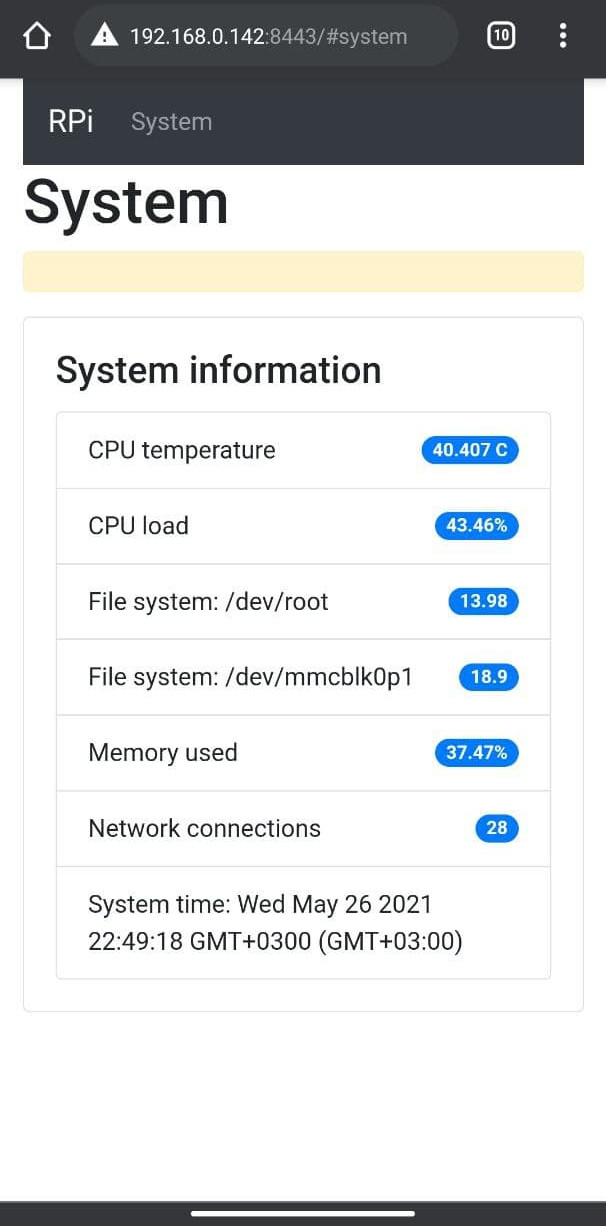 192.168.0.142:8443/#system
10
RPi System
System
System information
CPU temperature 40.407 C
CPU load 43.46%
File system: /dev/root 13.98
File system: /dev/mmcblk0p1 18.9
Memory used 37.47%
Network connections 28
System time: Wed May 26 2021
22:49:18 GMT+0300 (GMT+03:00)